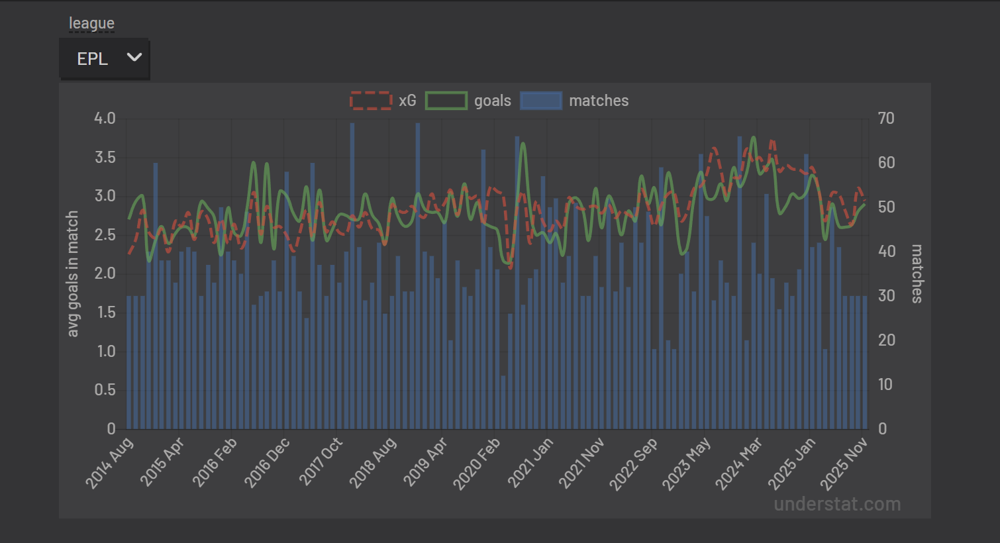 league
EPL
xG goals matches
4.0
3.5
3.0
2.5
2.0
1.5
1.0
0.5
0
avg goals in match
70
60
50
40
30
20
10
0
matches
2014 Aug
2015 Apr
2016 Feb
2016 Dec
2017 Oct
2018 Aug
2019 Apr
2020 Feb
2021 Jan
2021 Nov
2022 Sep
2023 May
2024 Mar
2025 Jan
2025 Nov
understat.com